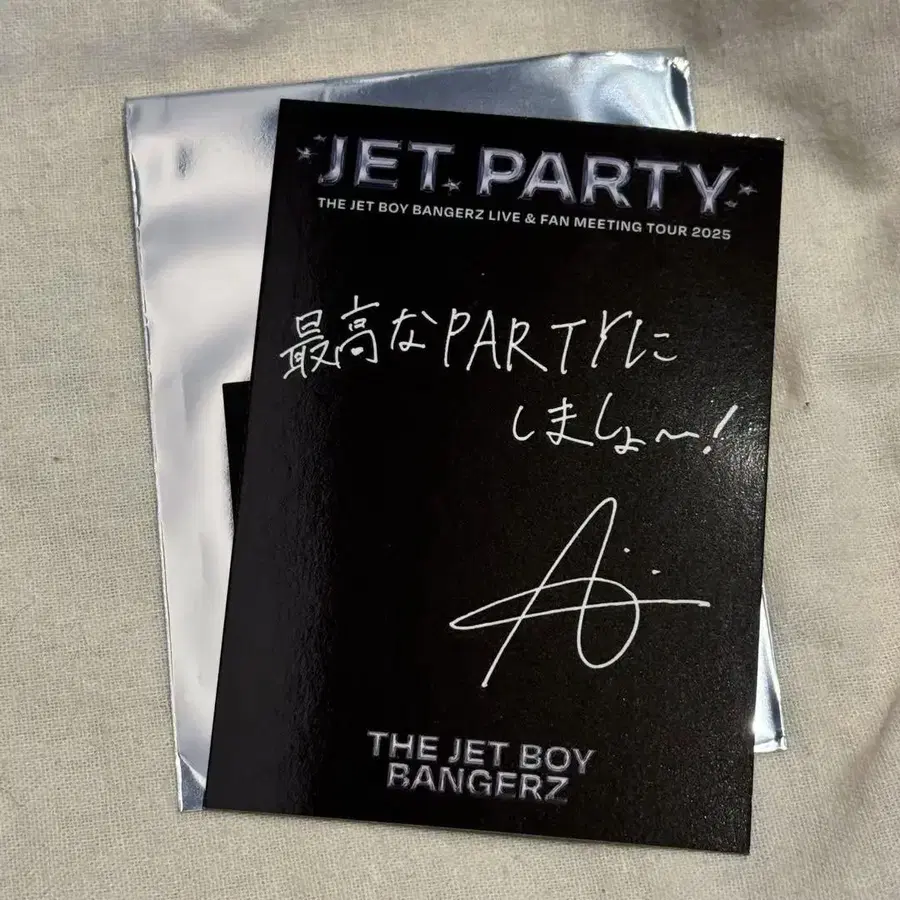 JET PARTY
THE JET BOY BANGERZ LIVE & FAN MEETING TOUR 2025
最高なPARTYに
しましょ〜!
THE JET BOY
BANGERZ